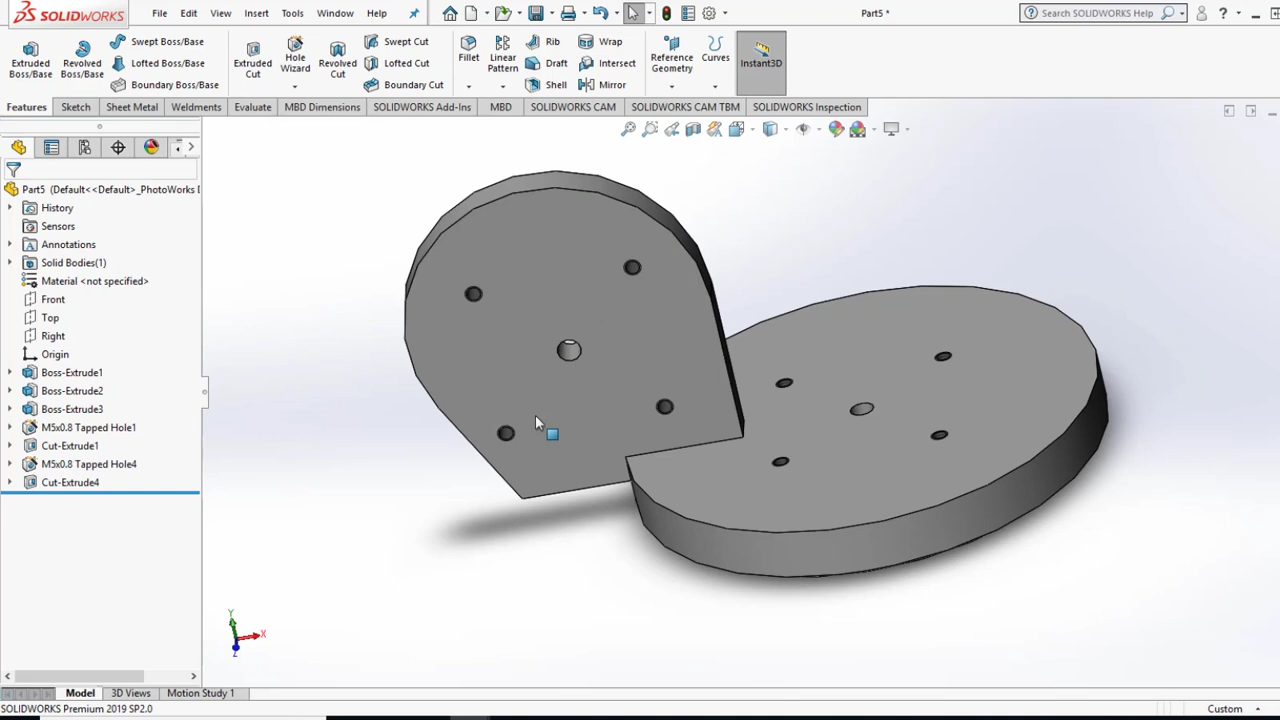 SOLIDWORKS File Edit View Insert Tools Window Help Part5 * Search SOLIDWORKS Help ?
Extruded Boss/Base
Revolved Boss/Base
Swept Boss/Base
Lofted Boss/Base
Boundary Boss/Base
Extruded Cut
Hole Wizard
Revolved Cut
Swept Cut
Lofted Cut
Boundary Cut
Fillet
Linear Pattern
Rib
Draft
Shell
Wrap
Intersect
Mirror
Reference Geometry
Curves
Instant3D
Features Sketch Sheet Metal Weldments Evaluate MBD Dimensions SOLIDWORKS Add-Ins MBD SOLIDWORKS CAM SOLIDWORKS CAM TBM SOLIDWORKS Inspection
Part5 (Default<<Default>_PhotoWorks D
History
Sensors
Annotations
Solid Bodies(1)
Material <not specified>
Front
Top
Right
Origin
Boss-Extrude1
Boss-Extrude2
Boss-Extrude3
M5x0.8 Tapped Hole1
Cut-Extrude1
M5x0.8 Tapped Hole4
Cut-Extrude4
Y
X
Z
Model 3D Views Motion Study 1
SOLIDWORKS Premium 2019 SP2.0 Custom